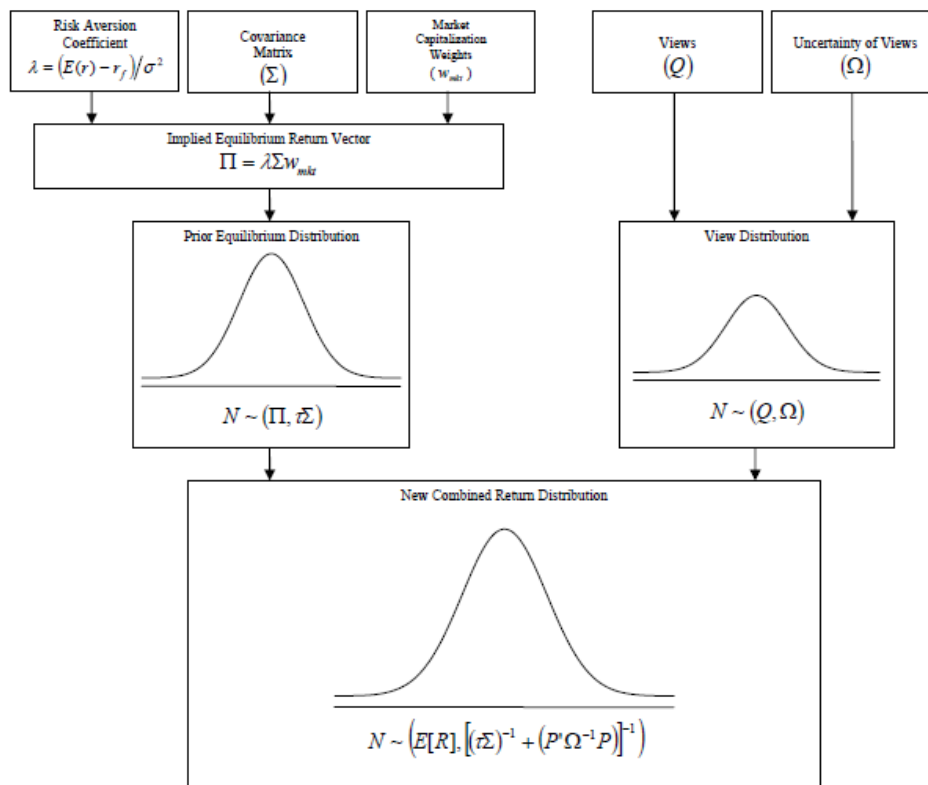 Risk Aversion
Coefficient
λ = (E(r) − r_f)/σ²
Covariance
Matrix
(Σ)
Market
Capitalization
Weights
(w_mkt)
Views
(Q)
Uncertainty of Views
(Ω)
Implied Equilibrium Return Vector
Π = λΣw_mkt
Prior Equilibrium Distribution
N ~ (Π, τΣ)
View Distribution
N ~ (Q, Ω)
New Combined Return Distribution
N ~ (E[R], [(τΣ)⁻¹ + (P'Ω⁻¹P)]⁻¹)